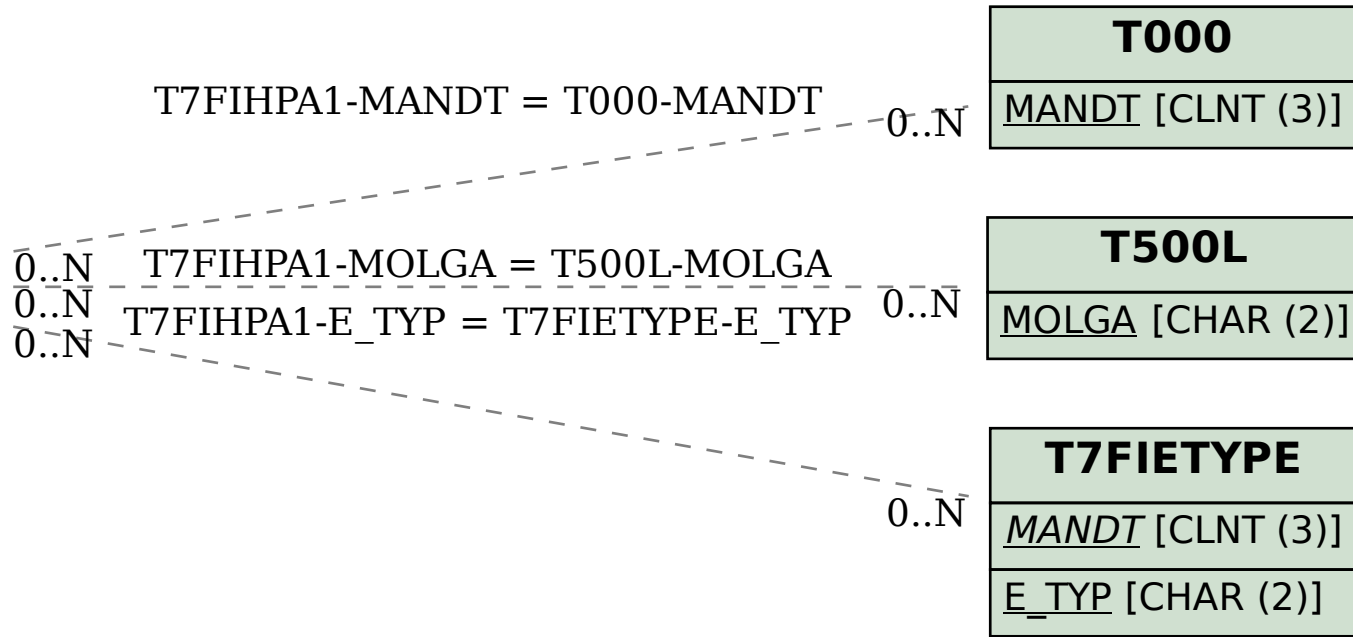 T000
MANDT [CLNT (3)]
T7FIHPA1-MANDT = T000-MANDT
0..N
0..N
T500L
MOLGA [CHAR (2)]
T7FIHPA1-MOLGA = T500L-MOLGA
0..N
0..N
T7FIHPA1-E_TYP = T7FIETYPE-E_TYP
0..N
0..N
T7FIETYPE
MANDT [CLNT (3)]
E_TYP [CHAR (2)]